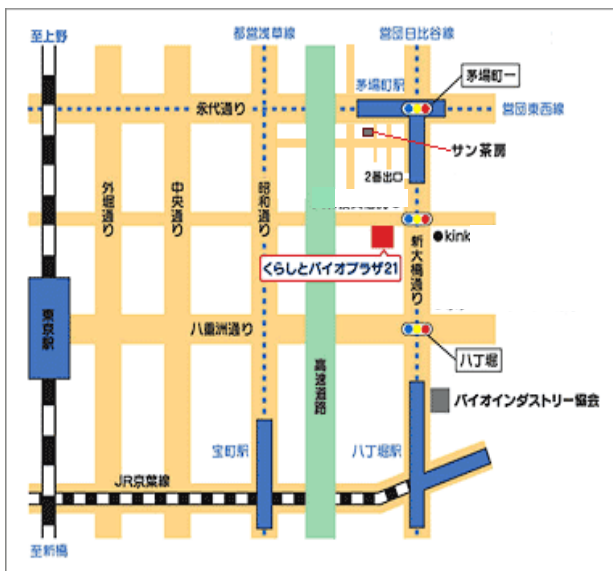 至上野
都営浅草線
営団日比谷線
茅場町駅
茅場町一
永代通り
営団東西線
サン茶房
2番出口
外堀通り
中央通り
昭和通り
新大橋通り
●kink
くらしとバイオプラザ21
東京駅
八重洲通り
八丁堀
高速道路
バイオインダストリー協会
宝町駅
八丁堀駅
JR京葉線
至新橋